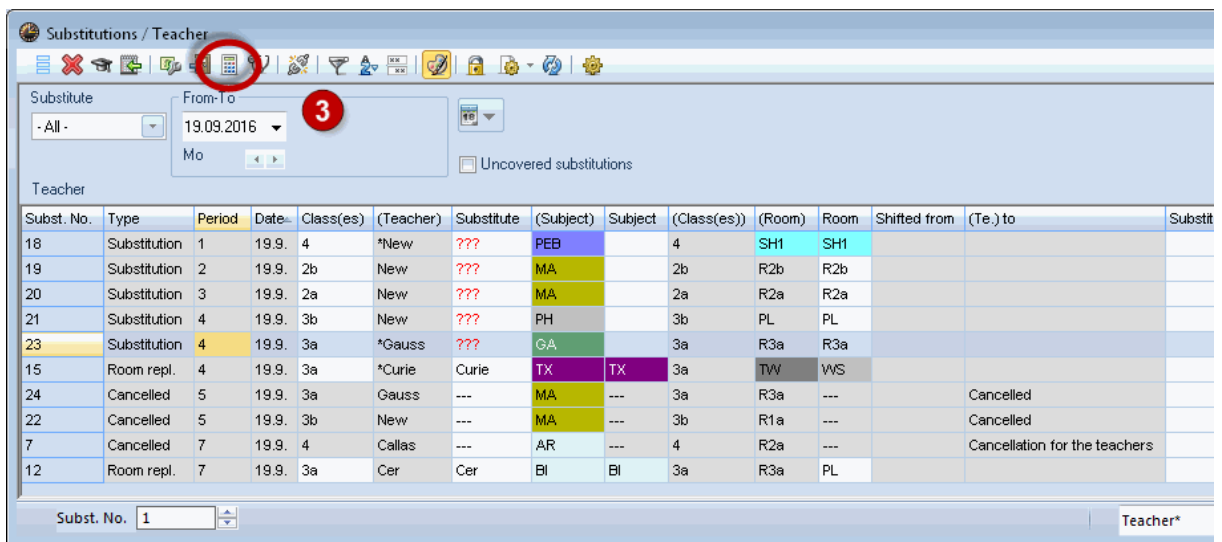 Substitutions / Teacher
3
Substitute From-To
- All - 19.09.2016
Mo Uncovered substitutions
Teacher
Subst. No. Type Period Date Class(es) (Teacher) Substitute (Subject) Subject (Class(es)) (Room) Room Shifted from (Te.) to Substit
18 Substitution 1 19.9. 4 *New ??? PEB 4 SH1 SH1
19 Substitution 2 19.9. 2b New ??? MA 2b R2b R2b
20 Substitution 3 19.9. 2a New ??? MA 2a R2a R2a
21 Substitution 4 19.9. 3b New ??? PH 3b PL PL
23 Substitution 4 19.9. 3a *Gauss ??? GA 3a R3a R3a
15 Room repl. 4 19.9. 3a *Curie Curie TX TX 3a TW WS
24 Cancelled 5 19.9. 3a Gauss --- MA --- 3a R3a --- Cancelled
22 Cancelled 5 19.9. 3b New --- MA --- 3b R1a --- Cancelled
7 Cancelled 7 19.9. 4 Callas --- AR --- 4 R2a --- Cancellation for the teachers
12 Room repl. 7 19.9. 3a Cer Cer BI BI 3a R3a PL
Subst. No. 1 Teacher*